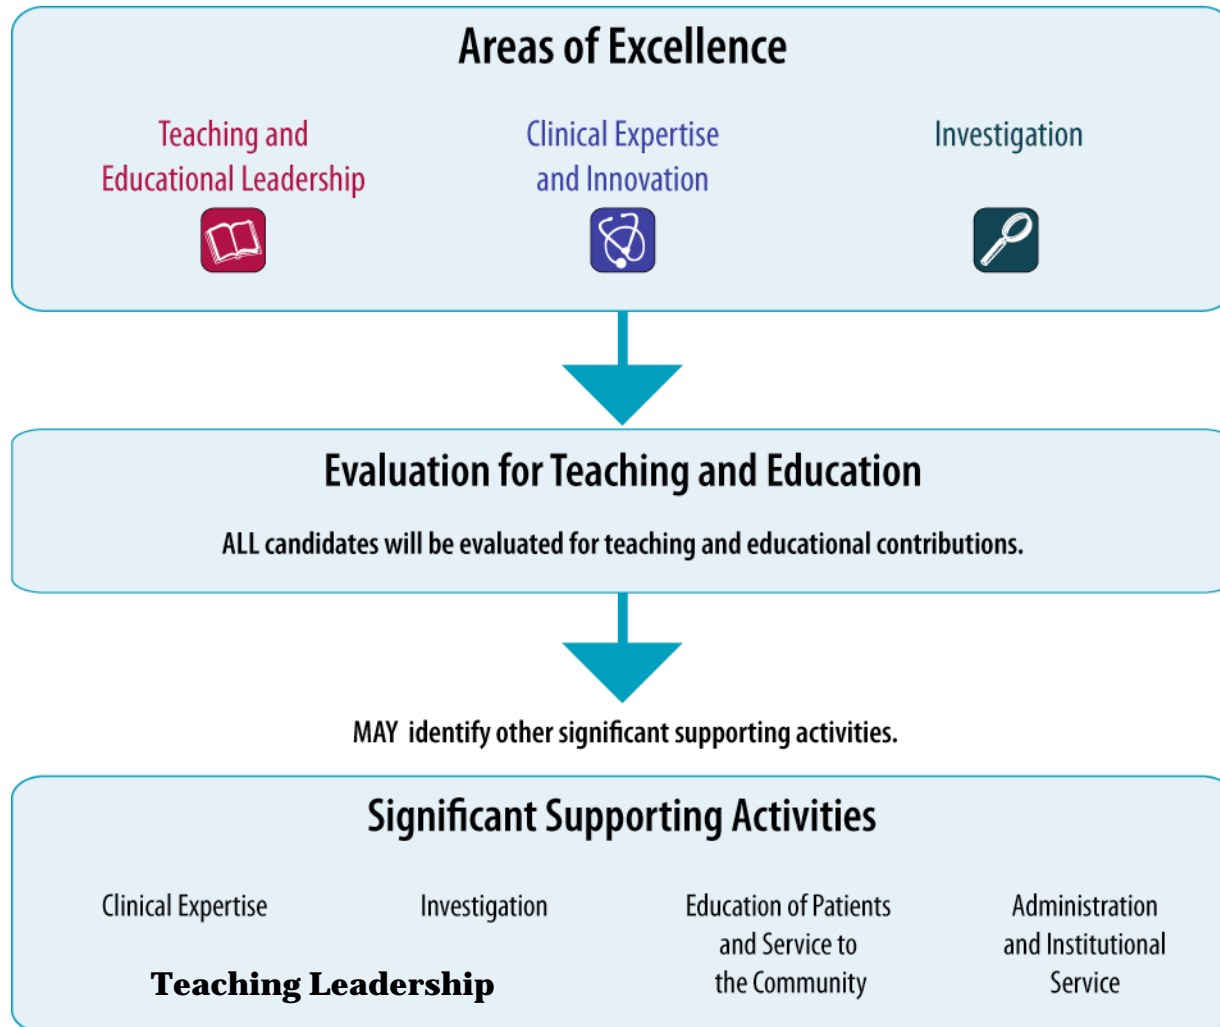 Areas of Excellence
Teaching and
Educational Leadership
Clinical Expertise
and Innovation
Investigation
Evaluation for Teaching and Education
ALL candidates will be evaluated for teaching and educational contributions.
MAY identify other significant supporting activities.
Significant Supporting Activities
Clinical Expertise
Investigation
Education of Patients
and Service to
the Community
Administration
and Institutional
Service
Teaching Leadership